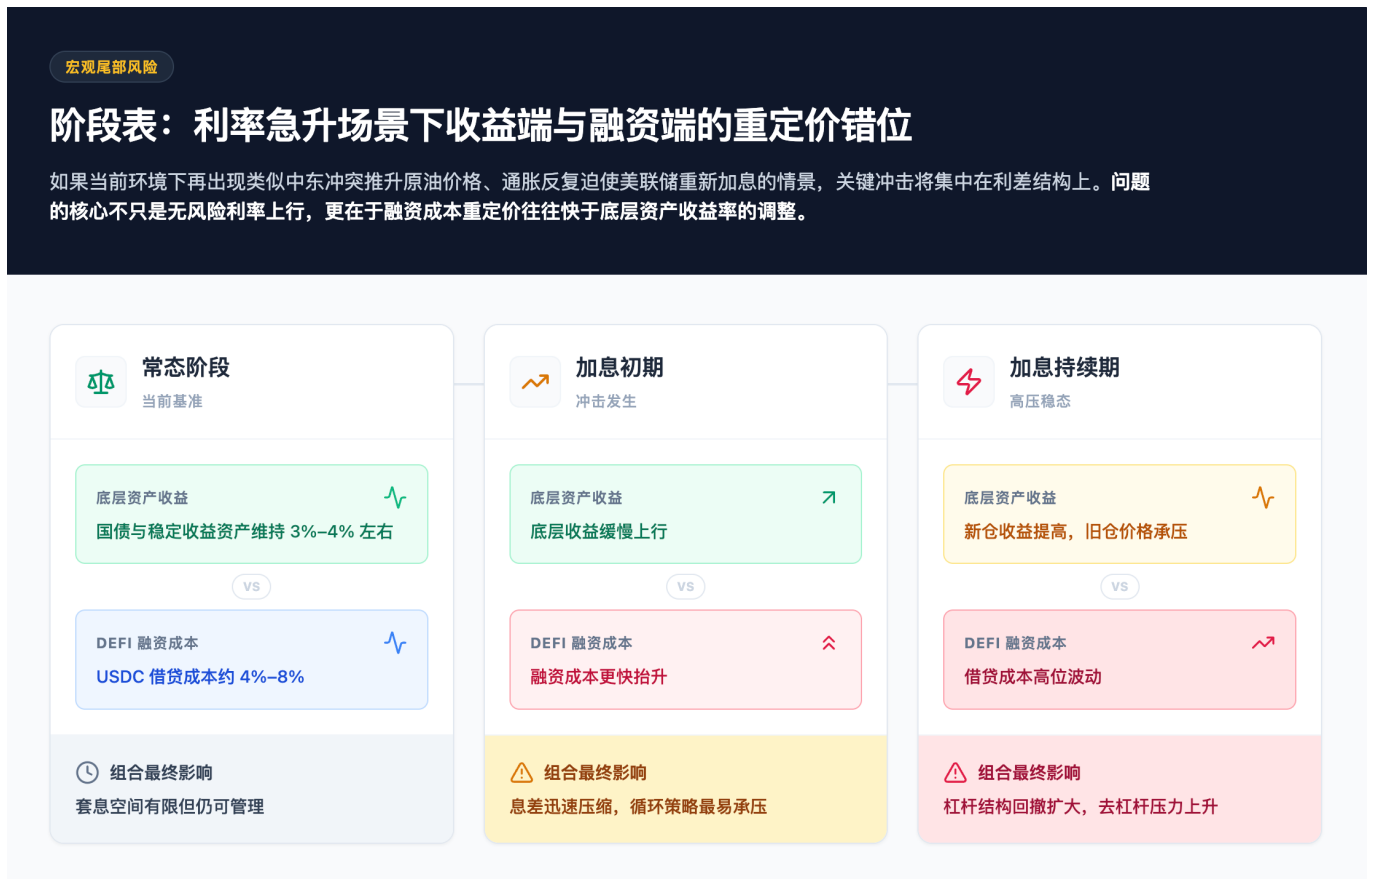 宏观尾部风险
阶段表：利率急升场景下收益端与融资端的重定价错位
如果当前环境下再出现类似中东冲突推升原油价格、通胀反复迫使美联储重新加息的情景，关键冲击将集中在利差结构上。问题
的核心不只是无风险利率上行，更在于融资成本重定价往往快于底层资产收益率的调整。
常态阶段
当前基准
底层资产收益
国债与稳定收益资产维持 3%–4% 左右
VS
DEFI 融资成本
USDC 借贷成本约 4%–8%
组合最终影响
套息空间有限但仍可管理
加息初期
冲击发生
底层资产收益
底层收益缓慢上行
VS
DEFI 融资成本
融资成本更快抬升
组合最终影响
息差迅速压缩，循环策略最易承压
加息持续期
高压稳态
底层资产收益
新仓收益提高，旧仓价格承压
VS
DEFI 融资成本
借贷成本高位波动
组合最终影响
杠杆结构回撤扩大，去杠杆压力上升